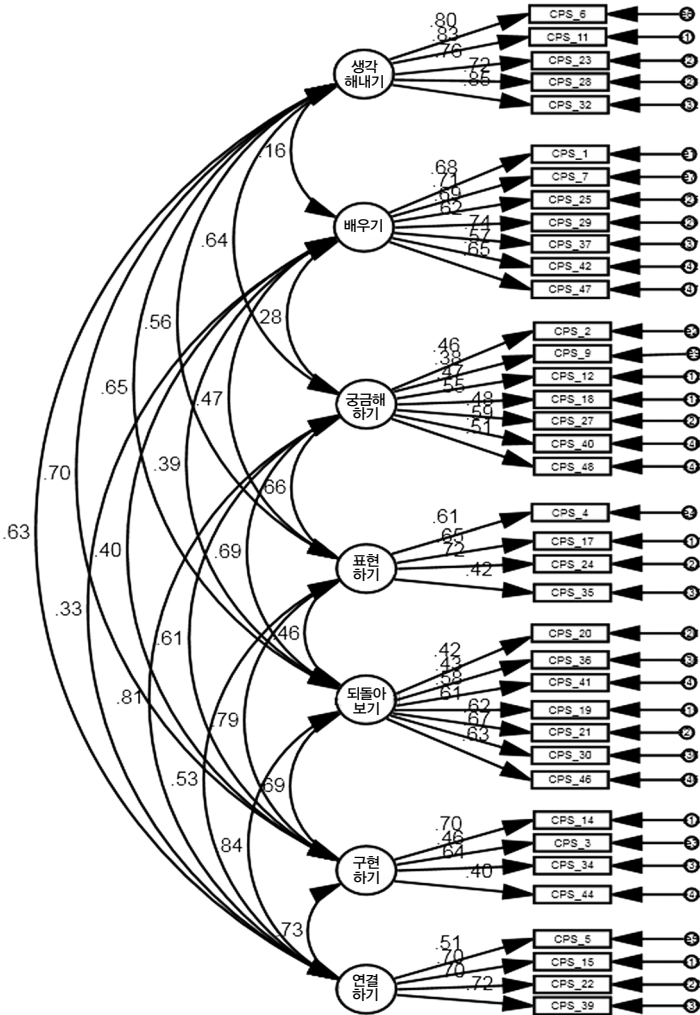 .80
CPS_6
.83
CPS_11
.76
CPS_23
.72
CPS_28
.85
CPS_32
생각
해내기
.16
.68
CPS_1
.71
CPS_7
.69
CPS_25
.62
CPS_29
.74
CPS_37
.57
CPS_42
.65
CPS_47
배우기
.64
.28
.46
CPS_2
.38
CPS_9
.47
CPS_12
.55
CPS_18
.48
CPS_27
.59
CPS_40
.51
CPS_48
궁금해
하기
.56
.47
.65
.39
.66
.70
.63
.40
.69
.61
CPS_4
.65
CPS_17
.72
CPS_24
.42
CPS_35
표현
하기
.33
.61
.46
.42
CPS_20
.43
CPS_36
.58
CPS_41
.61
CPS_19
.62
CPS_21
.67
CPS_30
.63
CPS_46
되돌아
보기
.81
.79
.53
.69
.84
.70
CPS_14
.46
CPS_3
.64
CPS_34
.40
CPS_44
구현
하기
.73
.51
CPS_5
.70
CPS_15
.70
CPS_22
.72
CPS_39
연결
하기